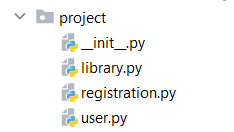 project
__init__.py
library.py
registration.py
user.py